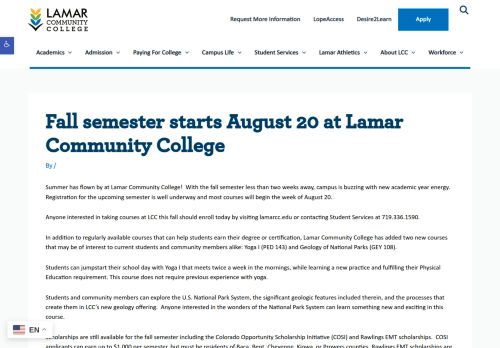 LAMAR
COMMUNITY
COLLEGE
Request More Information LopeAccess Desire2Learn Apply
Academics Admission Paying For College Campus Life Student Services Lamar Athletics About LCC Workforce
Fall semester starts August 20 at Lamar
Community College
By /
Summer has flown by at Lamar Community College! With the fall semester less than two weeks away, campus is buzzing with new academic year energy.
Registration for the upcoming semester is well underway and most courses will begin the week of August 20.
Anyone interested in taking courses at LCC this fall should enroll today by visiting lamarcc.edu or contacting Student Services at 719.336.1590.
In addition to regularly available courses that can help students earn their degree or certification, Lamar Community College has added two new courses
that may be of interest to current students and community members alike: Yoga I (PED 143) and Geology of National Parks (GEY 108).
Students can jumpstart their school day with Yoga I that meets twice a week in the mornings, while learning a new practice and fulfilling their Physical
Education requirement. This course does not require previous experience with yoga.
Students and community members can explore the U.S. National Park System, the significant geologic features included therein, and the processes that
create them in LCC's new geology offering. Anyone interested in the wonders of the National Park System can learn something new and exciting in this
course.
EN
Scholarships are still available for the fall semester including the Colorado Opportunity Scholarship Initiative (COSI) and Rawlings EMT scholarships. COSI
applicants can earn up to $1,000 per semester, but must be residents of Baca, Bent, Cheyenne, Kiowa, or Prowers counties. Rawlings EMT scholarships are